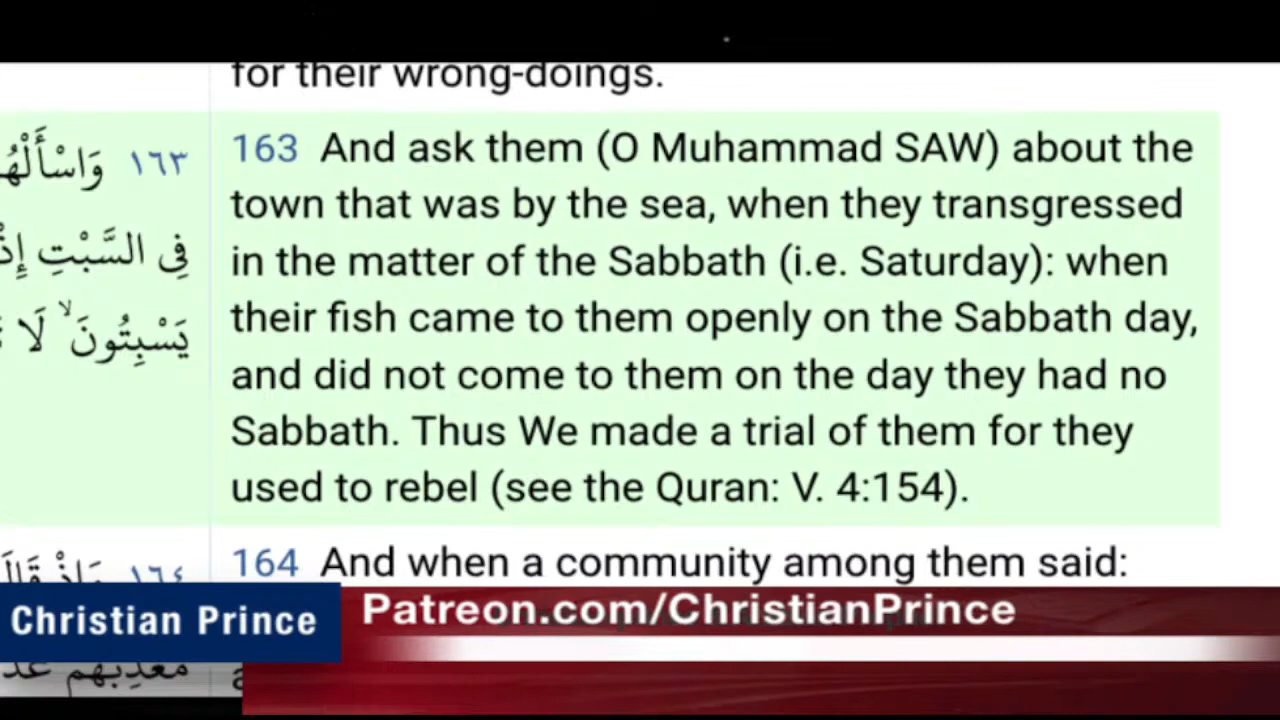 for their wrong-doings.
١٦٣ وَاسْأَلْهُ
فِي السَّبْتِ إِذْ
يَسْبِتُونَ ۙ لَا
163 And ask them (O Muhammad SAW) about the
town that was by the sea, when they transgressed
in the matter of the Sabbath (i.e. Saturday): when
their fish came to them openly on the Sabbath day,
and did not come to them on the day they had no
Sabbath. Thus We made a trial of them for they
used to rebel (see the Quran: V. 4:154).
١٦٤
164 And when a community among them said:
Christian Prince
Patreon.com/ChristianPrince